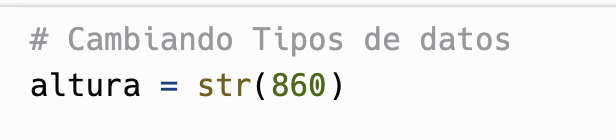 # Cambiando Tipos de datos
altura = str(860)